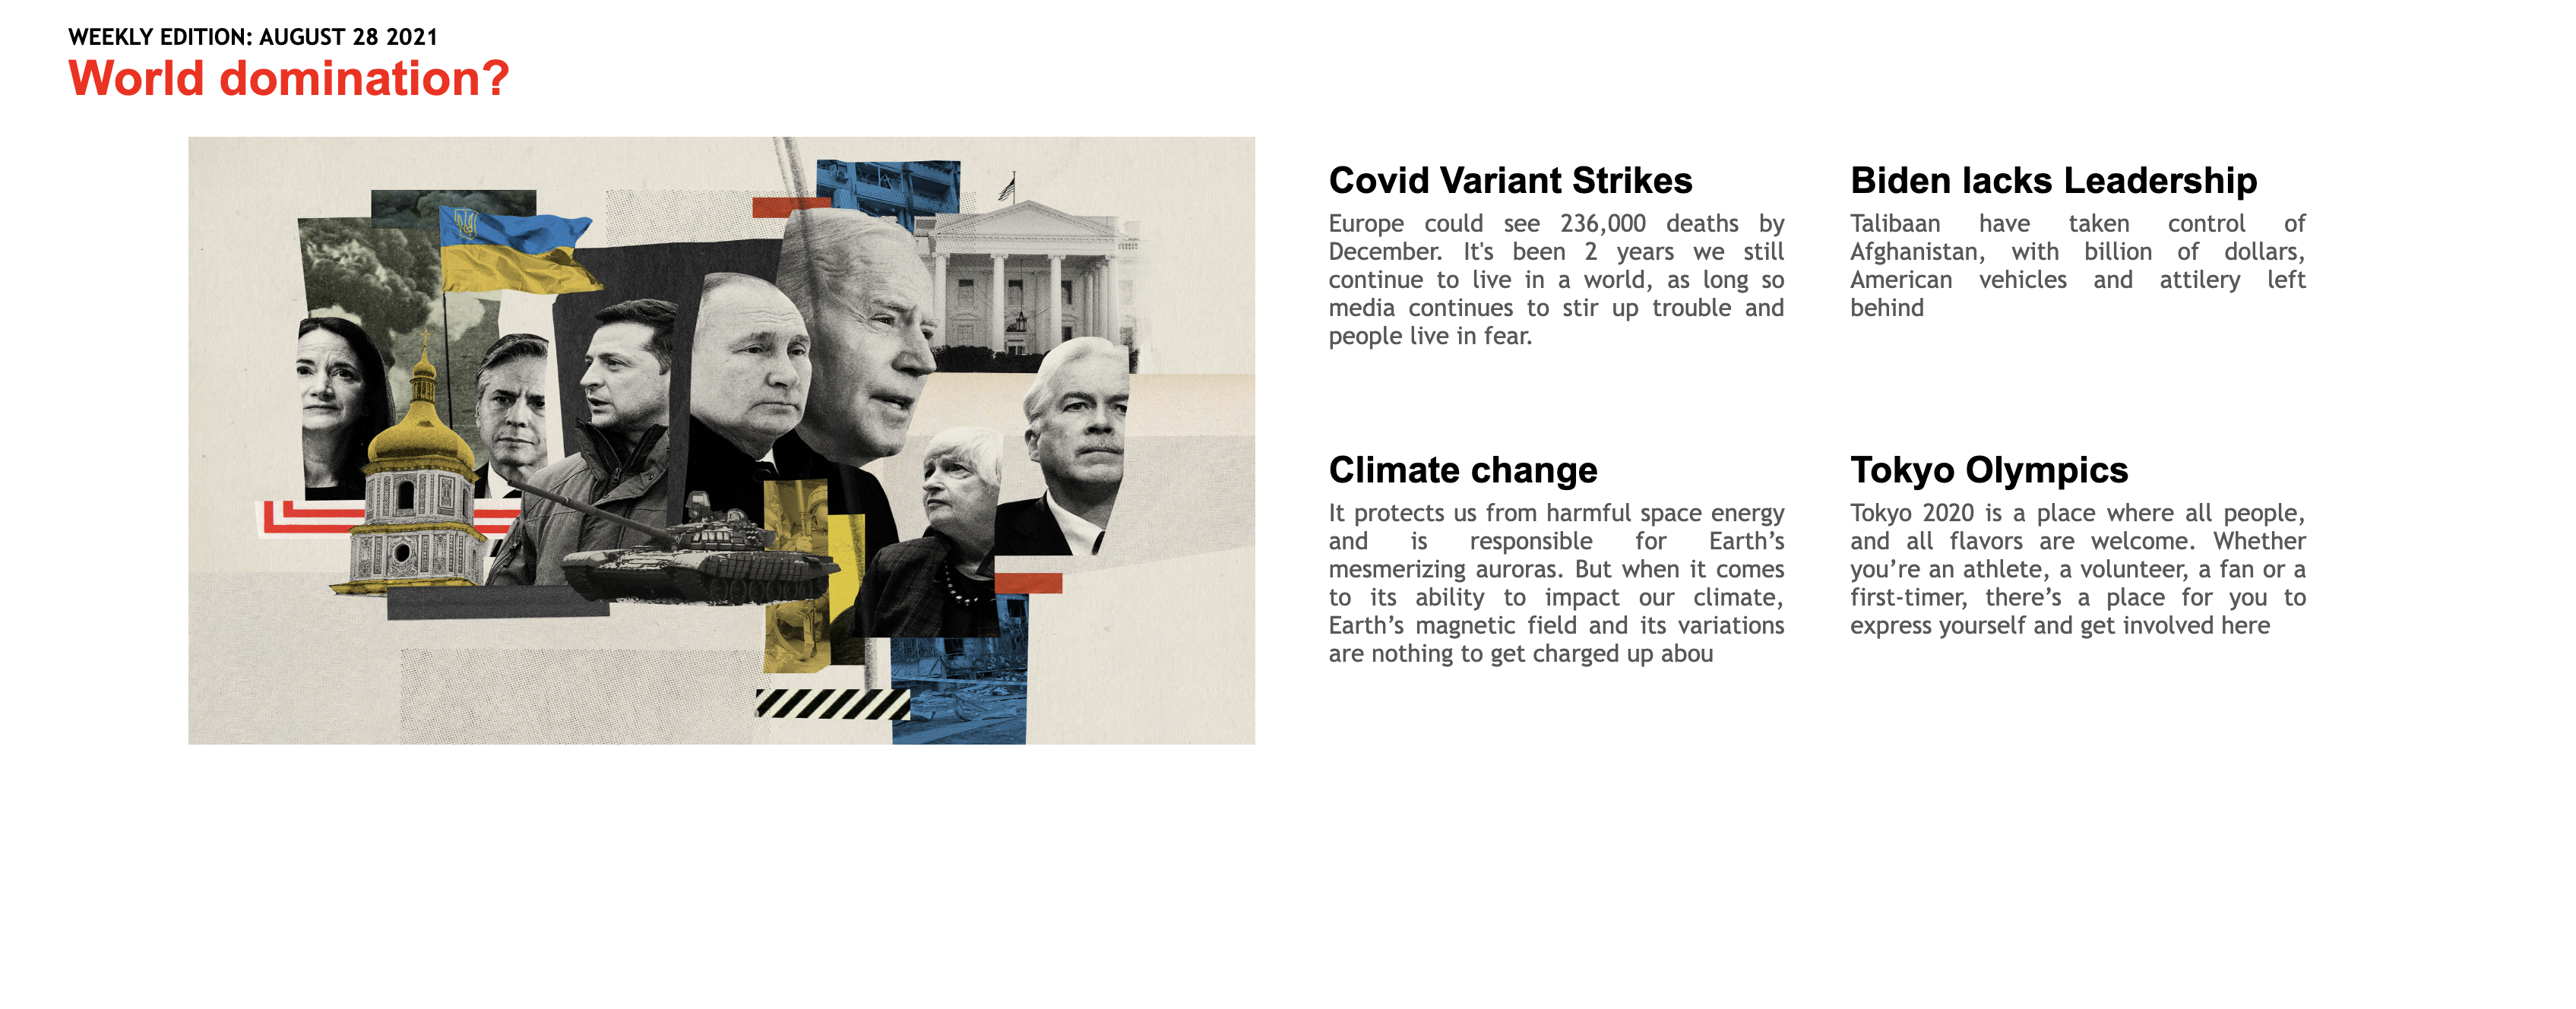 WEEKLY EDITION: AUGUST 28 2021
World domination?
Covid Variant Strikes
Europe could see 236,000 deaths by
December. It's been 2 years we still
continue to live in a world, as long so
media continues to stir up trouble and
people live in fear.
Biden lacks Leadership
Talibaan have taken control of
Afghanistan, with billion of dollars,
American vehicles and attilery left
behind
Climate change
It protects us from harmful space energy
and is responsible for Earth’s
mesmerizing auroras. But when it comes
to its ability to impact our climate,
Earth’s magnetic field and its variations
are nothing to get charged up abou
Tokyo Olympics
Tokyo 2020 is a place where all people,
and all flavors are welcome. Whether
you’re an athlete, a volunteer, a fan or a
first-timer, there’s a place for you to
express yourself and get involved here